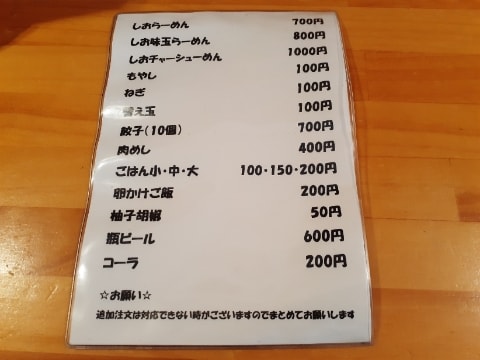 しおらーめん 700円
しお味玉らーめん 800円
しおチャーシューめん 1000円
もやし 100円
ねぎ 100円
替え玉 100円
餃子(10個) 700円
肉めし 400円
ごはん小・中・大 100・150・200円
卵かけご飯 200円
柚子胡椒 50円
瓶ビール 600円
コーラ 200円
☆お願い☆
追加注文は対応できない時がございますのでまとめてお願いします